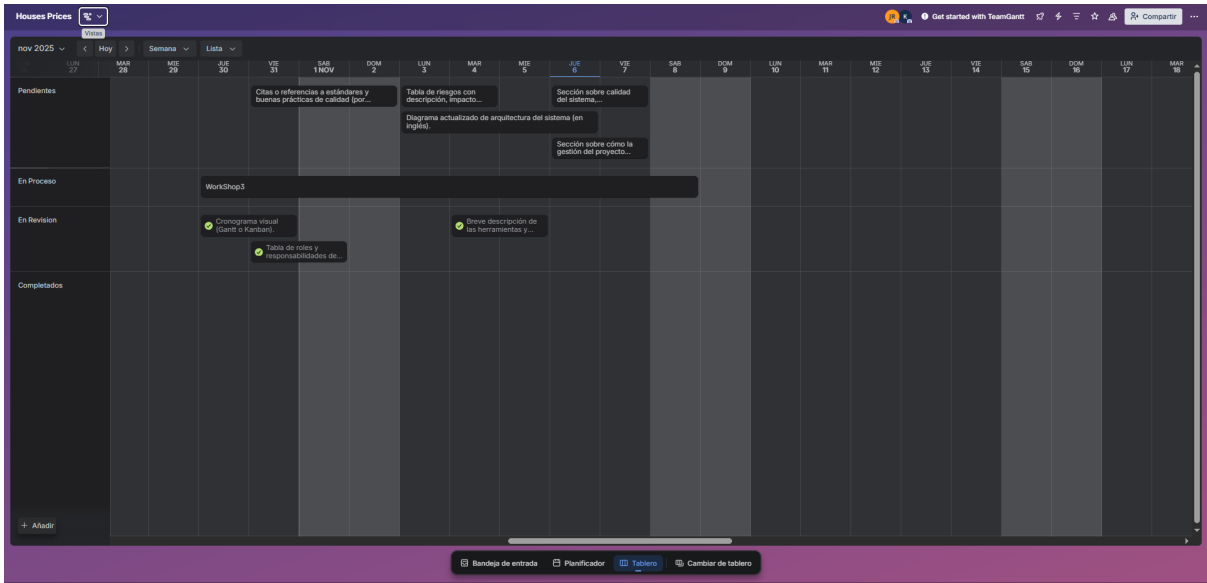 Houses Prices
JR
K
Get started with TeamGantt
Compartir
Vistas
nov 2025
Hoy
Semana
Lista
LUN 27
MAR 28
MIE 29
JUE 30
VIE 31
SAB 1 NOV
DOM 2
LUN 3
MAR 4
MIE 5
JUE 6
VIE 7
SAB 8
DOM 9
LUN 10
MAR 11
MIE 12
JUE 13
VIE 14
SAB 15
DOM 16
LUN 17
MAR 18
Pendientes
Citas o referencias a estándares y
buenas prácticas de calidad (por...
Tabla de riesgos con
descripción, impacto...
Sección sobre calidad
del sistema,...
Diagrama actualizado de arquitectura del sistema (en
inglés).
Sección sobre cómo la
gestión del proyecto...
En Proceso
WorkShop3
En Revision
Cronograma visual
(Gantt o Kanban).
Breve descripción de
las herramientas y...
Tabla de roles y
responsabilidades de...
Completados
+ Añadir
Bandeja de entrada
Planificador
Tablero
Cambiar de tablero